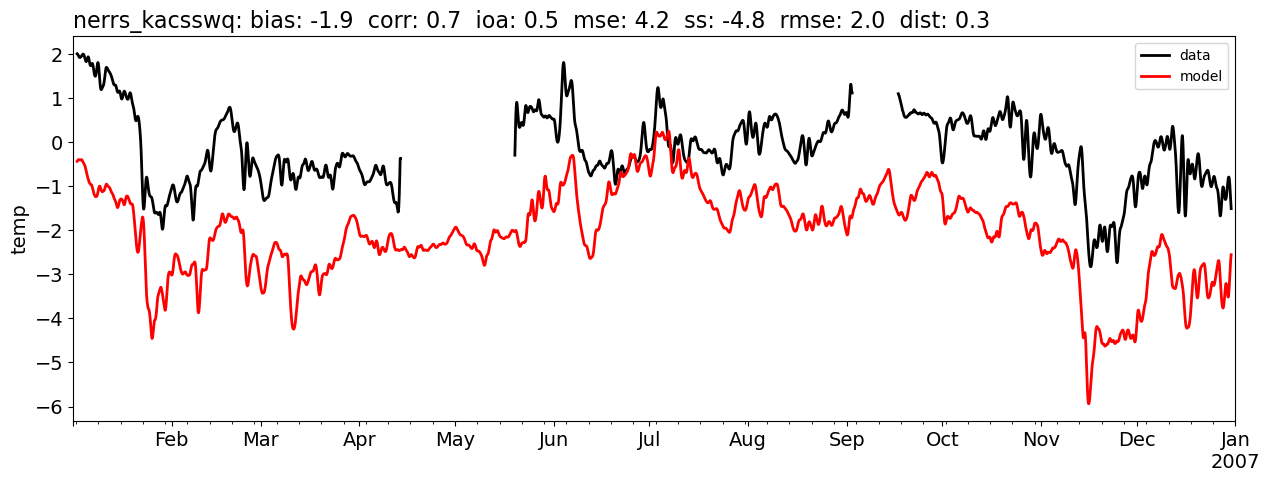 nerrs_kacsswq: bias: -1.9  corr: 0.7  ioa: 0.5  mse: 4.2  ss: -4.8  rmse: 2.0  dist: 0.3
data
model
2
1
0
−1
−2
−3
−4
−5
−6
temp
Feb Mar Apr May Jun Jul Aug Sep Oct Nov Dec Jan
2007